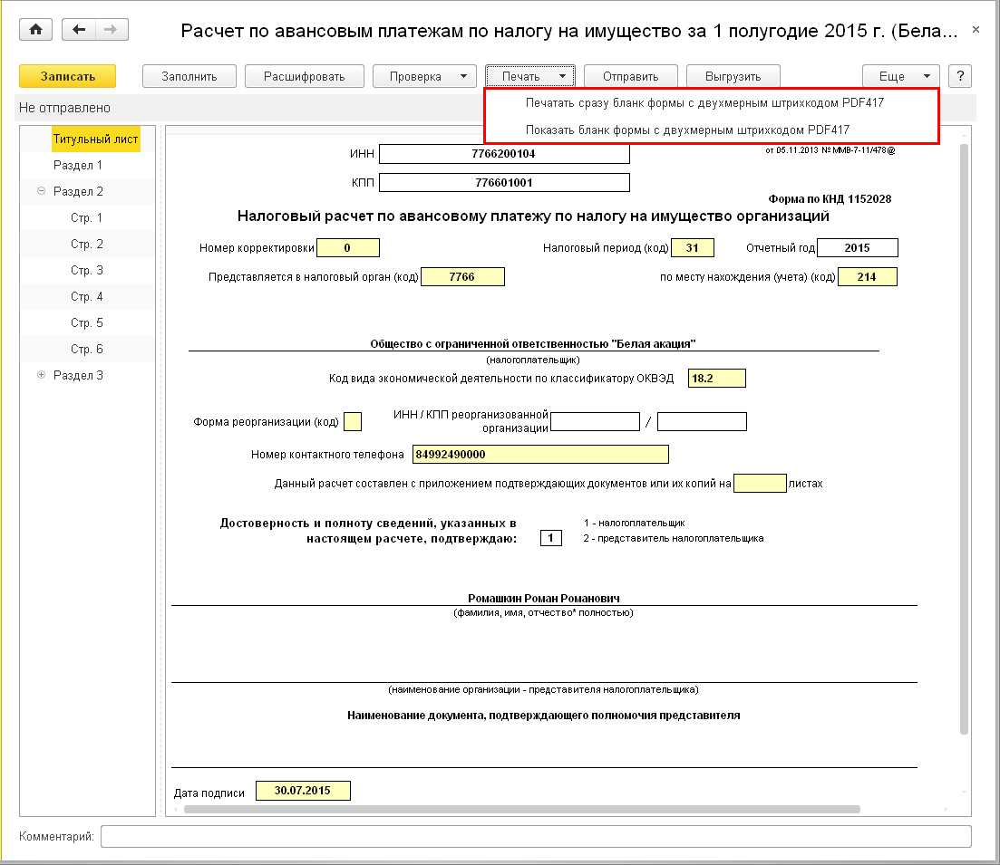 Расчет по авансовым платежам по налогу на имущество за 1 полугодие 2015 г. (Бела... ×
Записать Заполнить Расшифровать Проверка Печать Отправить Выгрузить Еще ?
Печатать сразу бланк формы с двухмерным штрихкодом PDF417
Показать бланк формы с двухмерным штрихкодом PDF417
Не отправлено
Титульный лист
Раздел 1
Раздел 2
Стр. 1
Стр. 2
Стр. 3
Стр. 4
Стр. 5
Стр. 6
Раздел 3
ИНН 7766200104
от 05.11.2013 № ММВ-7-11/478@
КПП 776601001
Форма по КНД 1152028
Налоговый расчет по авансовому платежу по налогу на имущество организаций
Номер корректировки 0 Налоговый период (код) 31 Отчетный год 2015
Представляется в налоговый орган (код) 7766 по месту нахождения (учета) (код) 214
Общество с ограниченной ответственностью "Белая акация"
(налогоплательщик)
Код вида экономической деятельности по классификатору ОКВЭД 18.2
Форма реорганизации (код) ИНН / КПП реорганизованной
организации /
Номер контактного телефона 84992490000
Данный расчет составлен с приложением подтверждающих документов или их копий на листах
Достоверность и полноту сведений, указанных в
настоящем расчете, подтверждаю: 1
1 - налогоплательщик
2 - представитель налогоплательщика
Ромашкин Роман Романович
(фамилия, имя, отчество* полностью)
(наименование организации - представителя налогоплательщика)
Наименование документа, подтверждающего полномочия представителя
Дата подписи 30.07.2015
Комментарий: